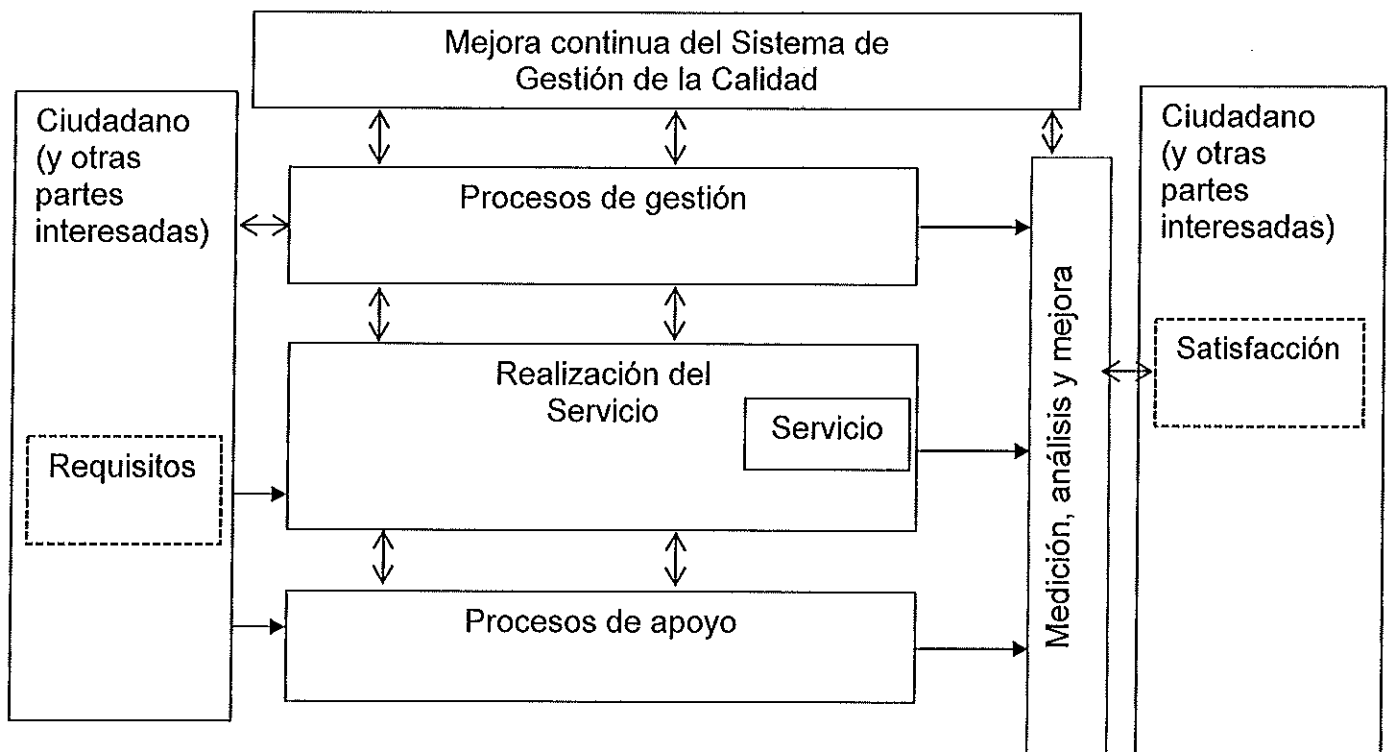 Mejora continua del Sistema de
Gestión de la Calidad
Ciudadano
(y otras
partes
interesadas)
Requisitos
Procesos de gestión
Realización del
Servicio
Servicio
Procesos de apoyo
Medición, análisis y mejora
Ciudadano
(y otras
partes
interesadas)
Satisfacción